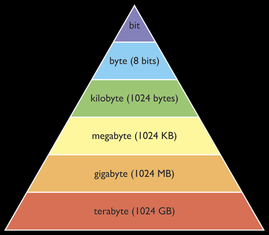 bit
byte (8 bits)
kilobyte (1024 bytes)
megabyte (1024 KB)
gigabyte (1024 MB)
terabyte (1024 GB)